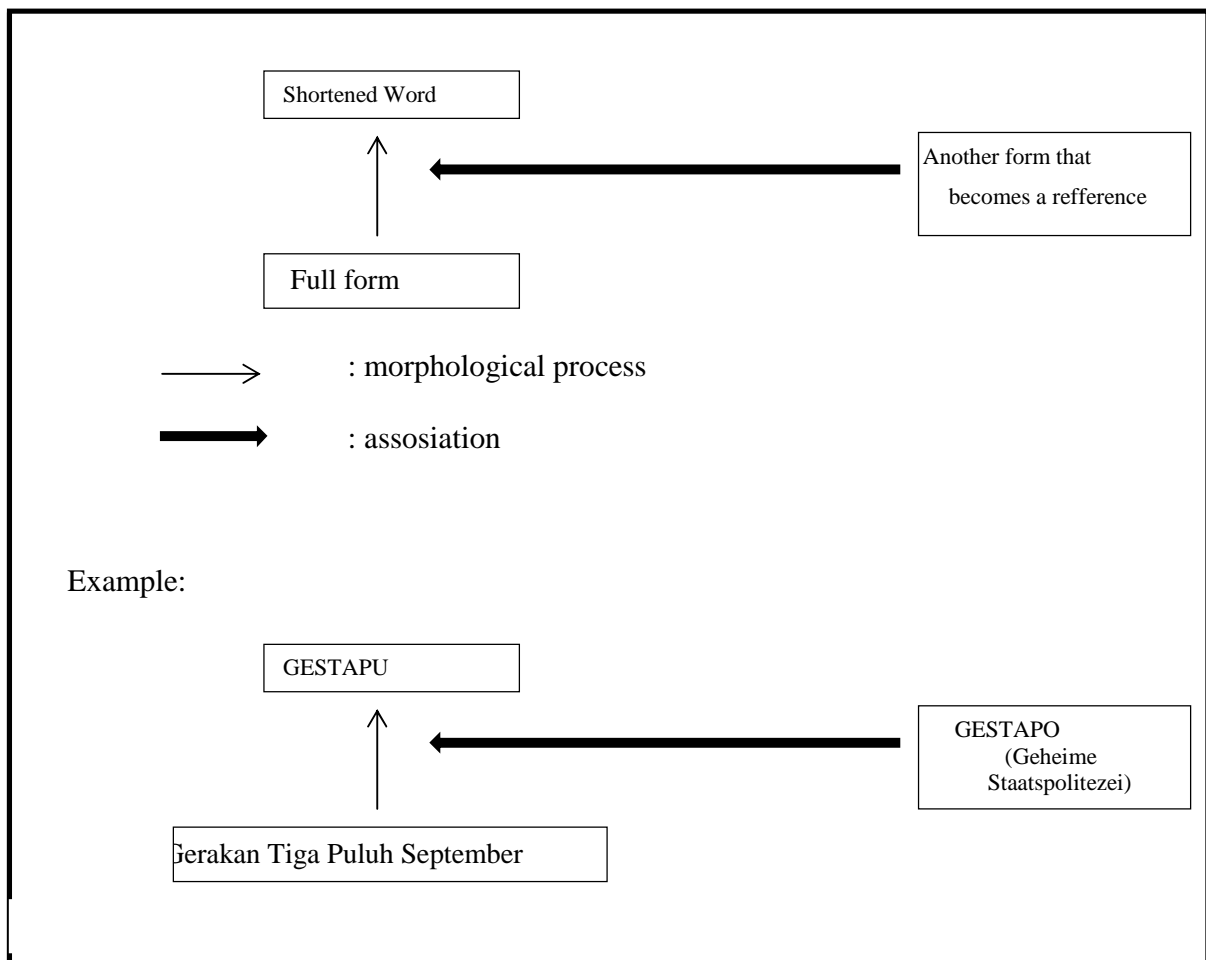 Shortened Word
Another form that
becomes a refference
Full form
: morphological process
: assosiation
Example:
GESTAPU
GESTAPO
(Geheime
Staatspolitezei)
Gerakan Tiga Puluh September